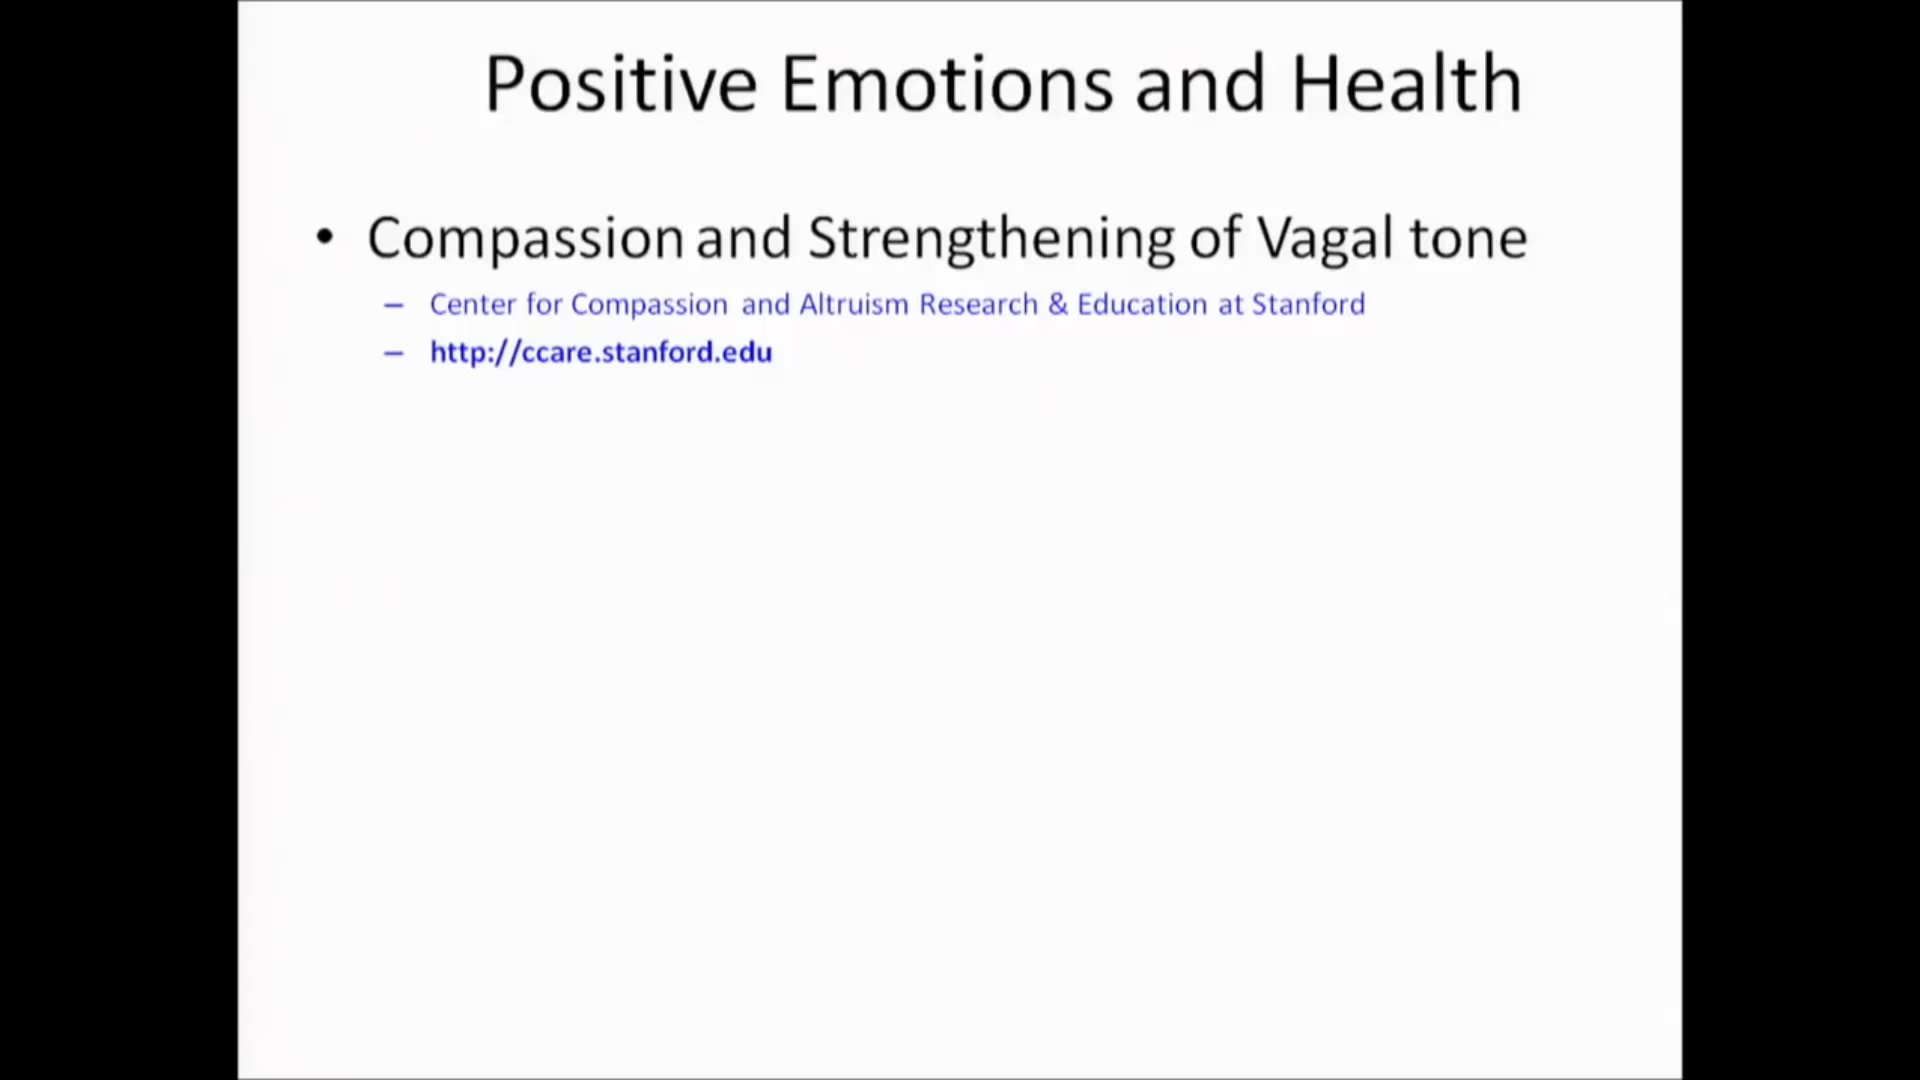 Positive Emotions and Health
• Compassion and Strengthening of Vagal tone
– Center for Compassion and Altruism Research & Education at Stanford
– http://ccare.stanford.edu